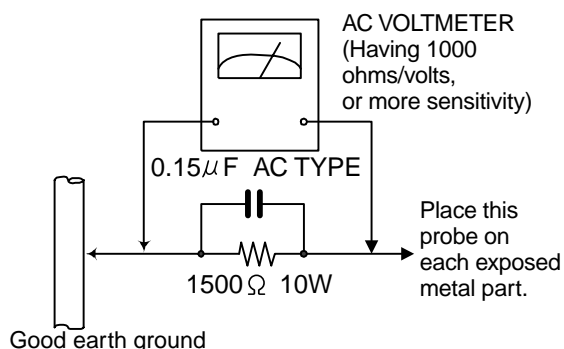 AC VOLTMETER
(Having 1000
ohms/volts,
or more sensitivity)
0.15μF AC TYPE
Place this
probe on
each exposed
metal part.
1500Ω 10W
Good earth ground